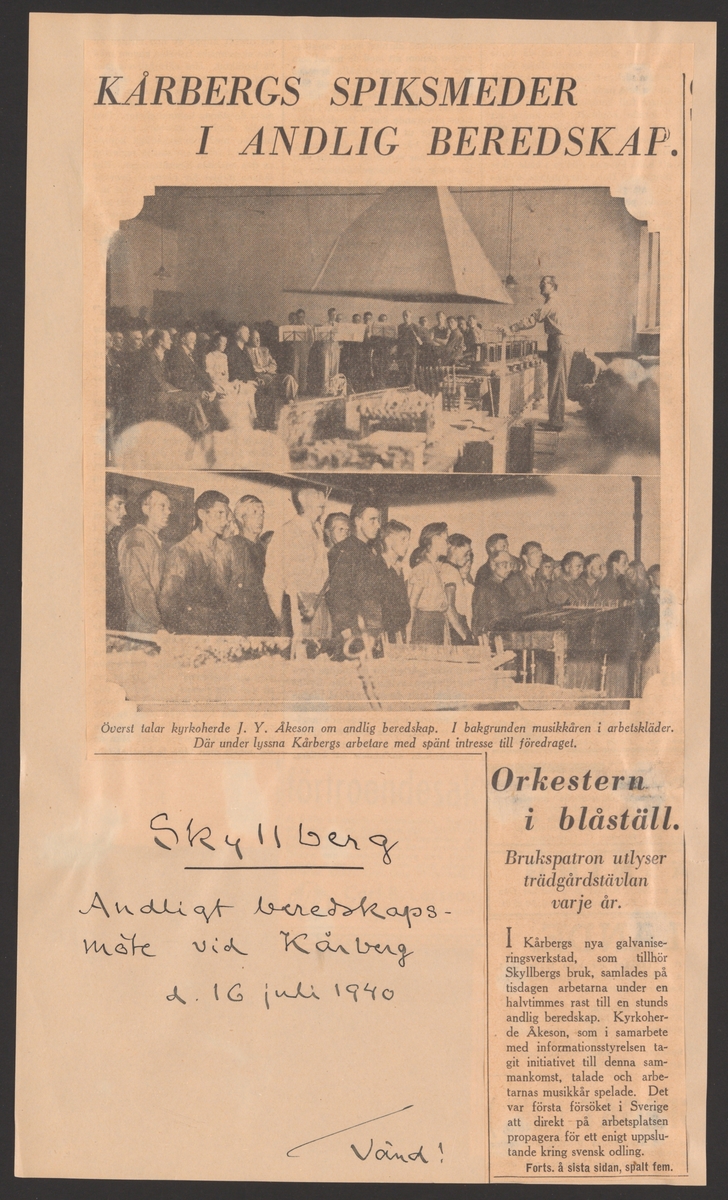 KÅRBERGS SPIKSMEDER
I ANDLIG BEREDSKAP.
Överst talar kyrkoherde J. Y. Åkeson om andlig beredskap. I bakgrunden musikkåren i arbetskläder.
Där under lyssna Kårbergs arbetare med spänt intresse till föredraget.
Skyllberg
Andligt beredskaps-
möte vid Kårberg
d. 16 juli 1940
Vänd!
Orkestern
i blåställ.
Brukspatron utlyser
trädgårdstävlan
varje år.
I Kårbergs nya galvanise-
ringsverkstad, som tillhör
Skyllbergs bruk, samlades på
tisdagen arbetarna under en
halvtimmes rast till en stunds
andlig beredskap. Kyrkoher-
de Åkeson, som i samarbete
med informationsstyrelsen ta-
git initiativet till denna sam-
mankomst, talade och arbe-
tarnas musikkår spelade. Det
var första försöket i Sverige
att direkt på arbetsplatsen
propagera för ett enigt uppslu-
tande kring svensk odling.
Forts. å sista sidan, spalt fem.